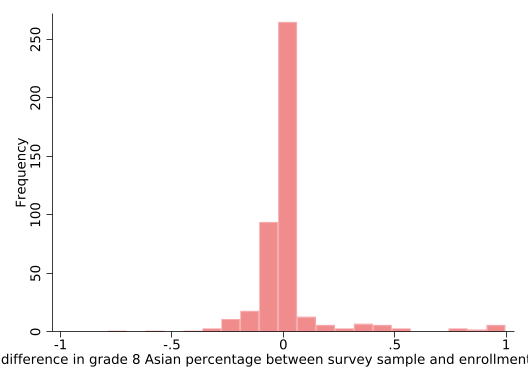 250
200
150
100
50
0
Frequency
-1 -.5 0 .5 1
difference in grade 8 Asian percentage between survey sample and enrollment